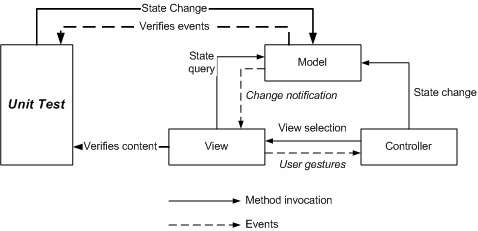 State Change
Verifies events
State
query
Model
Unit Test
Change notification
State change
View selection
Verifies content
View
Controller
User gestures
Method invocation
Events